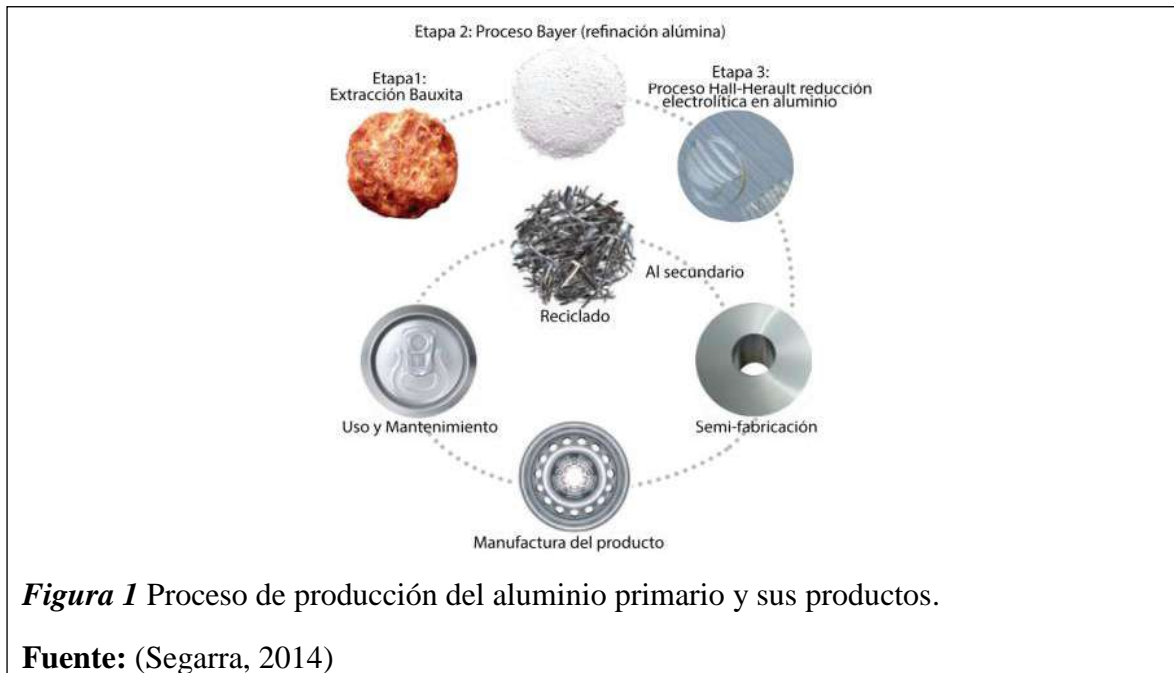 Etapa 2: Proceso Bayer (refinación alúmina)
Etapa1:
Extracción Bauxita
Etapa 3:
Proceso Hall-Herault reducción
electrolítica en aluminio
Al secundario
Reciclado
Uso y Mantenimiento
Semi-fabricación
Manufactura del producto
Figura 1 Proceso de producción del aluminio primario y sus productos.
Fuente: (Segarra, 2014)